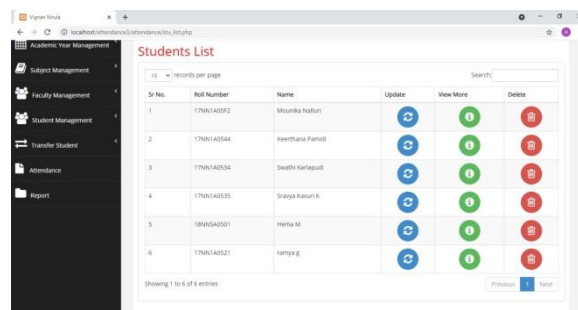 Vignan Nirula
localhost/attendance3/attendance/stu_list.php
Academic Year Management
Subject Management
Faculty Management
Student Management
Transfer Student
Attendance
Report
Students List
10 records per page
Search:
Sr No. Roll Number Name Update View More Delete
1 17NN1A05F2 Mounika Nalluri
2 17NN1A0544 Keerthana Pamidi
3 17NN1A0534 Swathi Karlapudi
4 17NN1A0535 Sravya Kavuri K
5 18NN5A0501 Hema M
6 17NN1A0521 ramya g
Showing 1 to 6 of 6 entries
Previous 1 Next